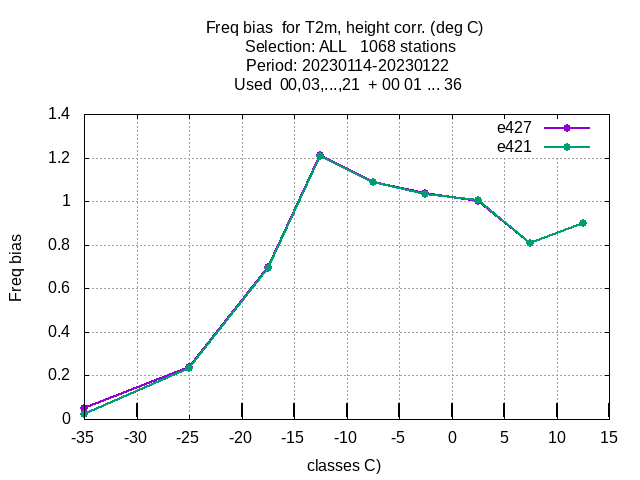 Freq bias  for T2m, height corr. (deg C)
Selection: ALL   1068 stations
Period: 20230114-20230122
Used  00,03,...,21  + 00 01 ... 36
e427
e421
Freq bias
1.4
1.2
1
0.8
0.6
0.4
0.2
0
-35 -30 -25 -20 -15 -10 -5 0 5 10 15
classes C)